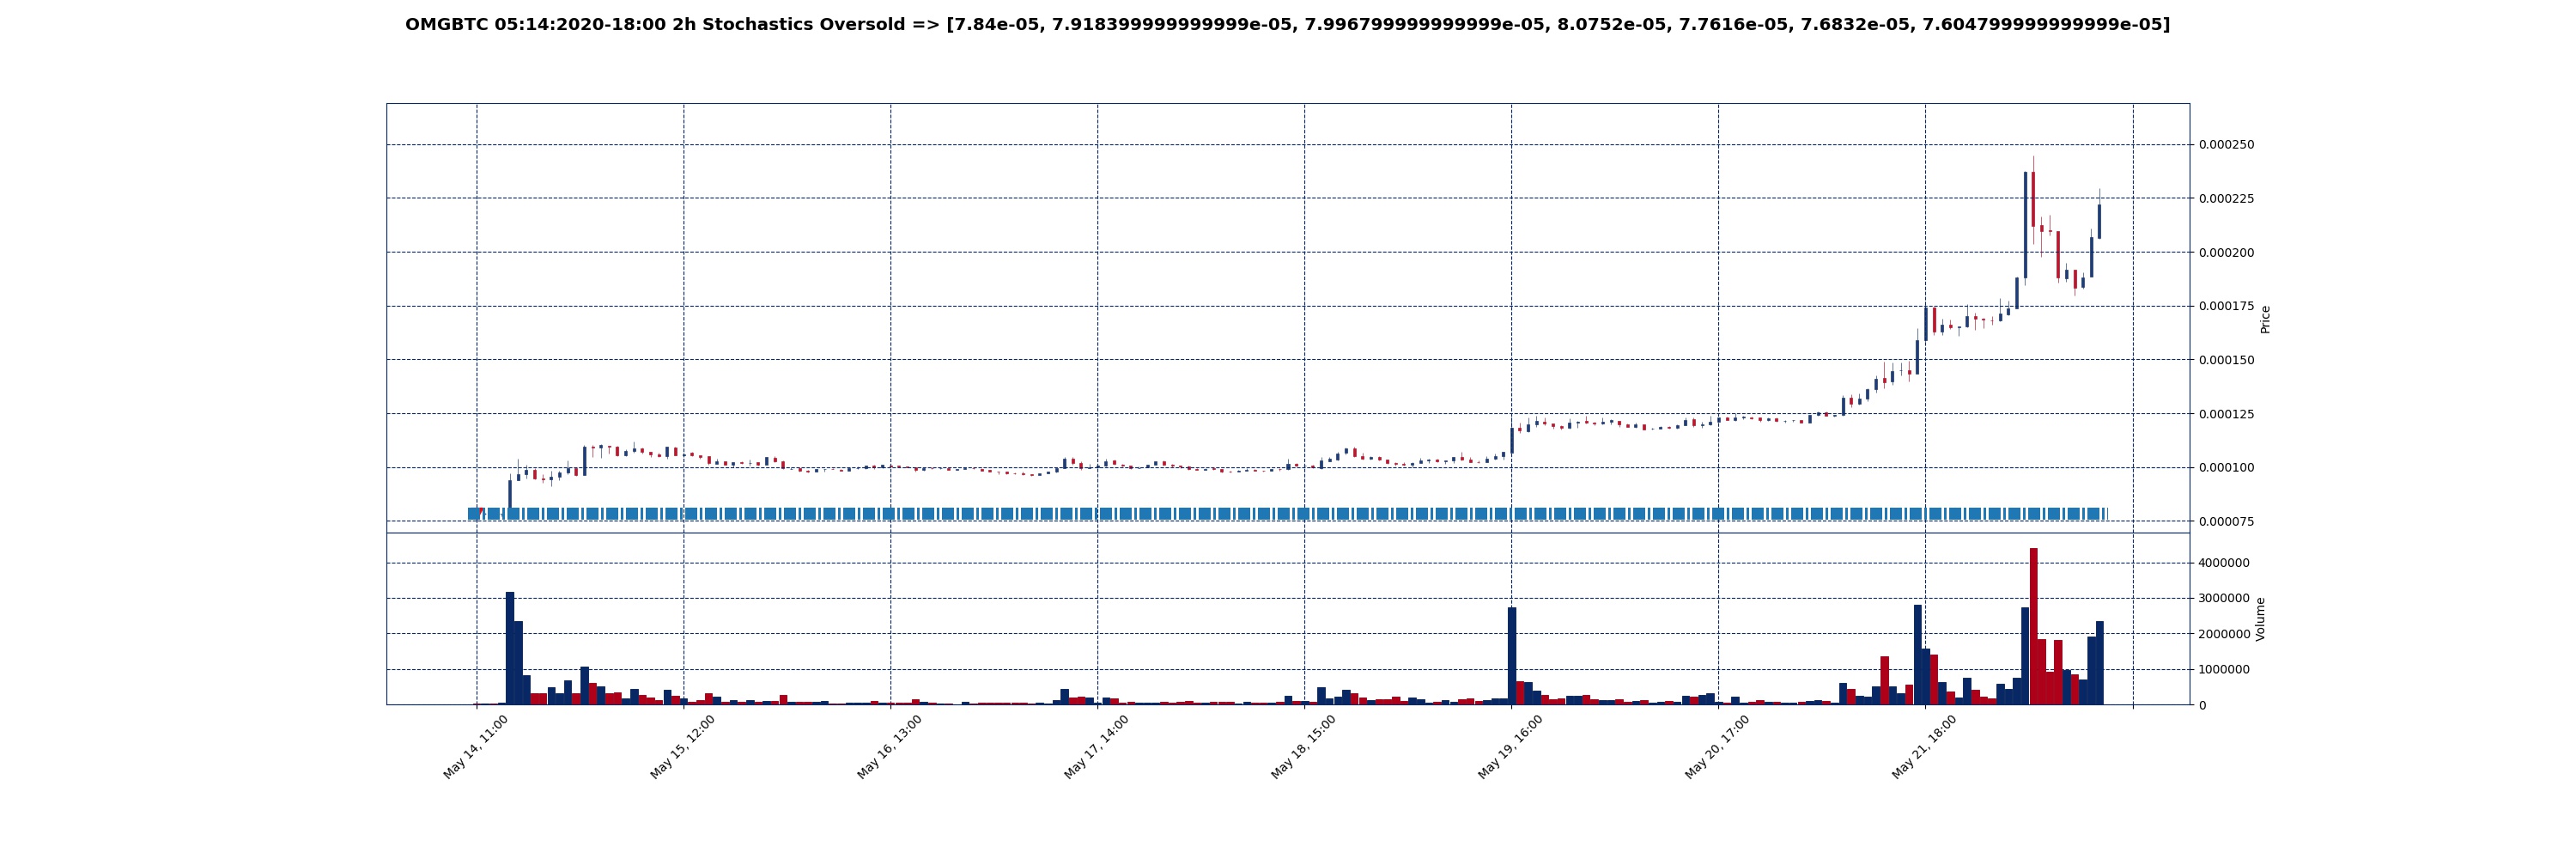 OMGBTC 05:14:2020-18:00 2h Stochastics Oversold => [7.84e-05, 7.918399999999999e-05, 7.996799999999999e-05, 8.0752e-05, 7.7616e-05, 7.6832e-05, 7.604799999999999e-05]
0.000250
0.000225
0.000200
0.000175
0.000150
0.000125
0.000100
0.000075
Price
4000000
3000000
2000000
1000000
0
Volume
May 14, 11:00
May 15, 12:00
May 16, 13:00
May 17, 14:00
May 18, 15:00
May 19, 16:00
May 20, 17:00
May 21, 18:00